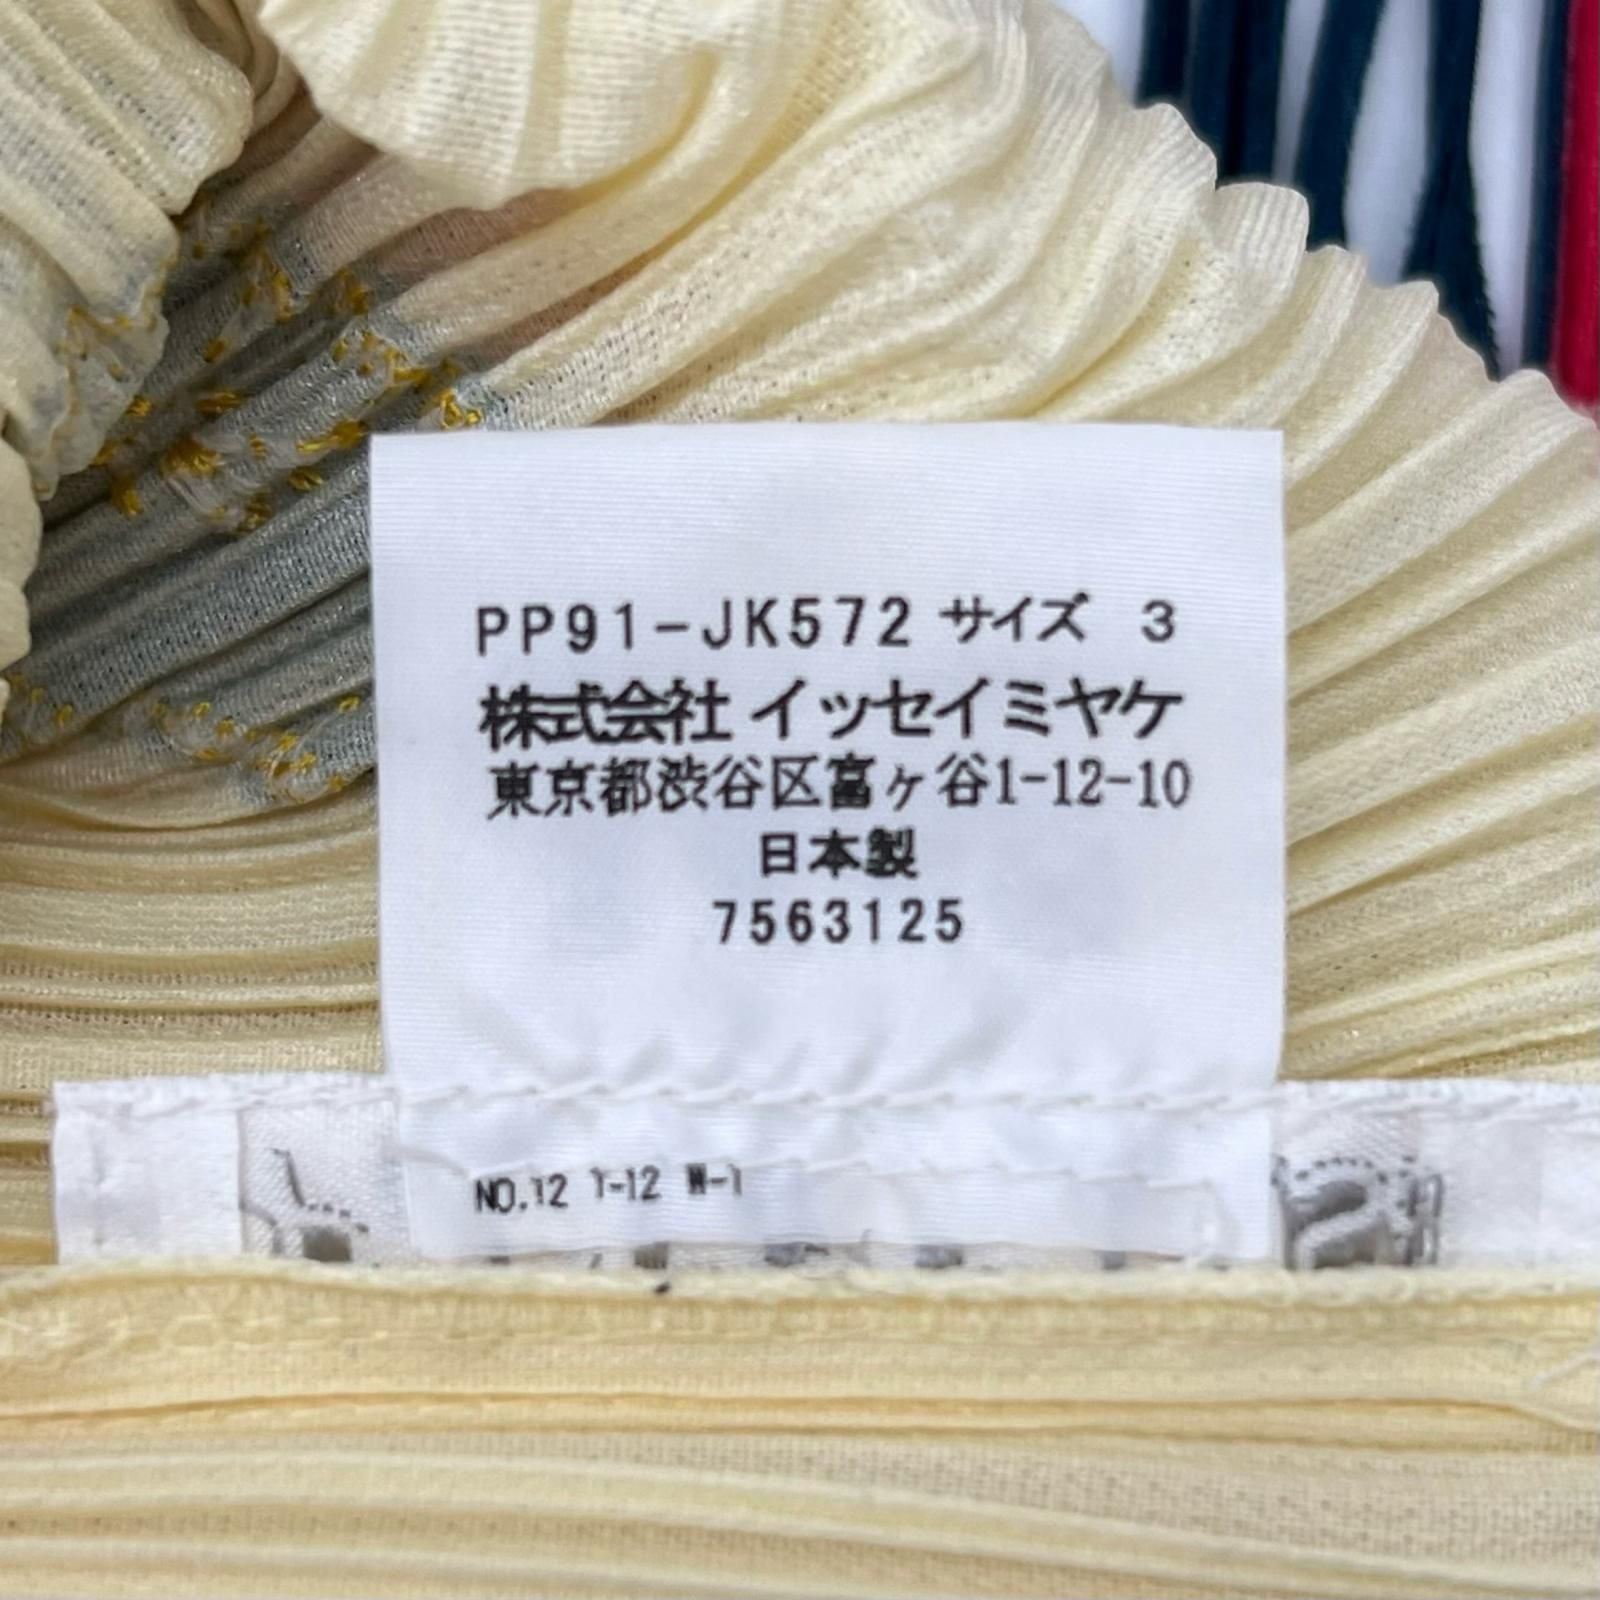 PP91-JK572 サイズ 3
株式会社 イッセイミヤケ
東京都渋谷区富ヶ谷1-12-10
日本製
7563125
NO.12 1-12 W-1